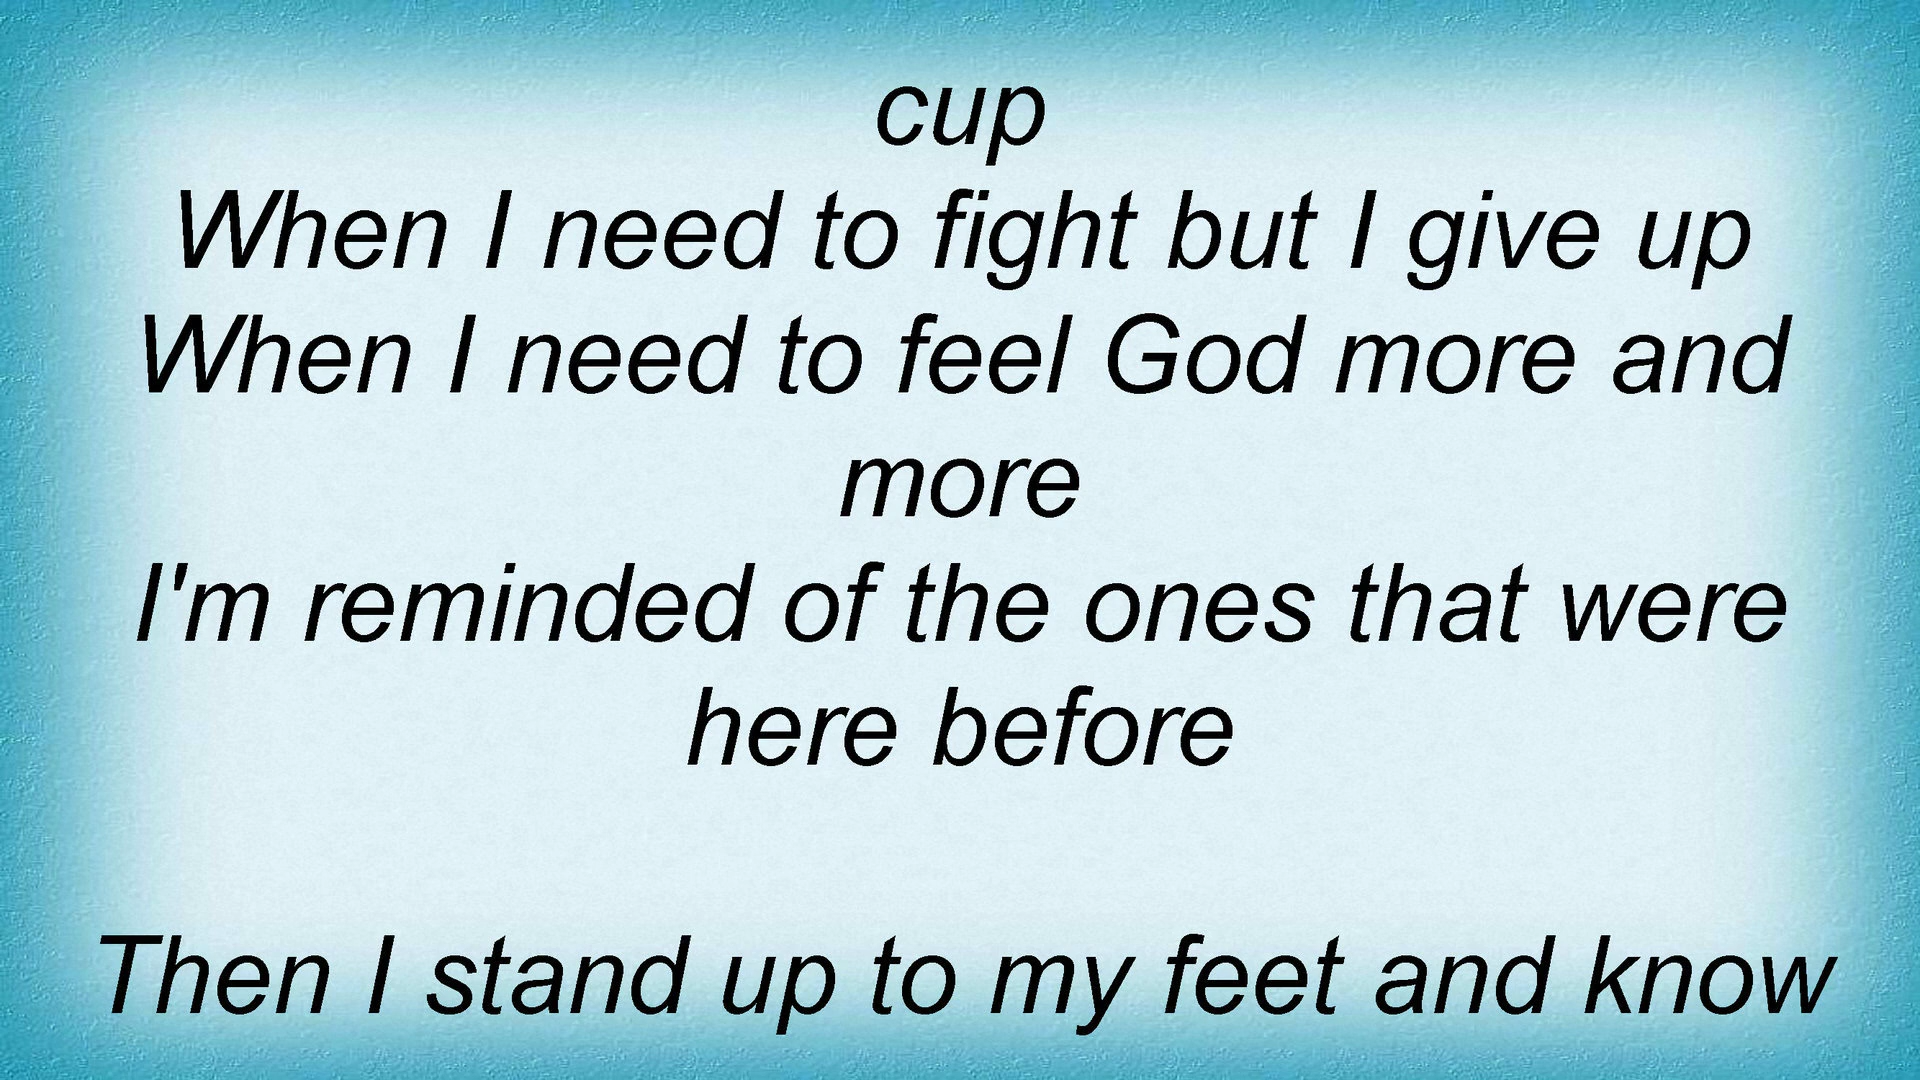 cup
When I need to fight but I give up
When I need to feel God more and
more
I'm reminded of the ones that were
here before
Then I stand up to my feet and know